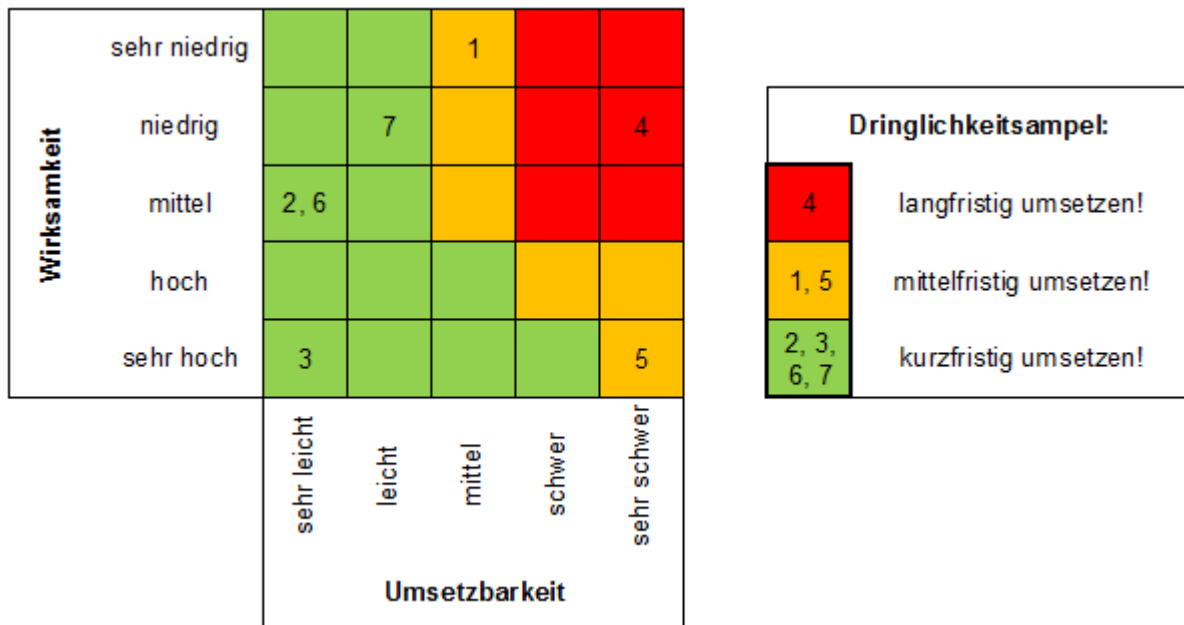 Wirksamkeit
sehr niedrig
1
niedrig
7
4
mittel
2, 6
hoch
sehr hoch
3
5
sehr leicht
leicht
mittel
schwer
sehr schwer
Umsetzbarkeit
Dringlichkeitsampel:
4
langfristig umsetzen!
1, 5
mittelfristig umsetzen!
2, 3,
6, 7
kurzfristig umsetzen!